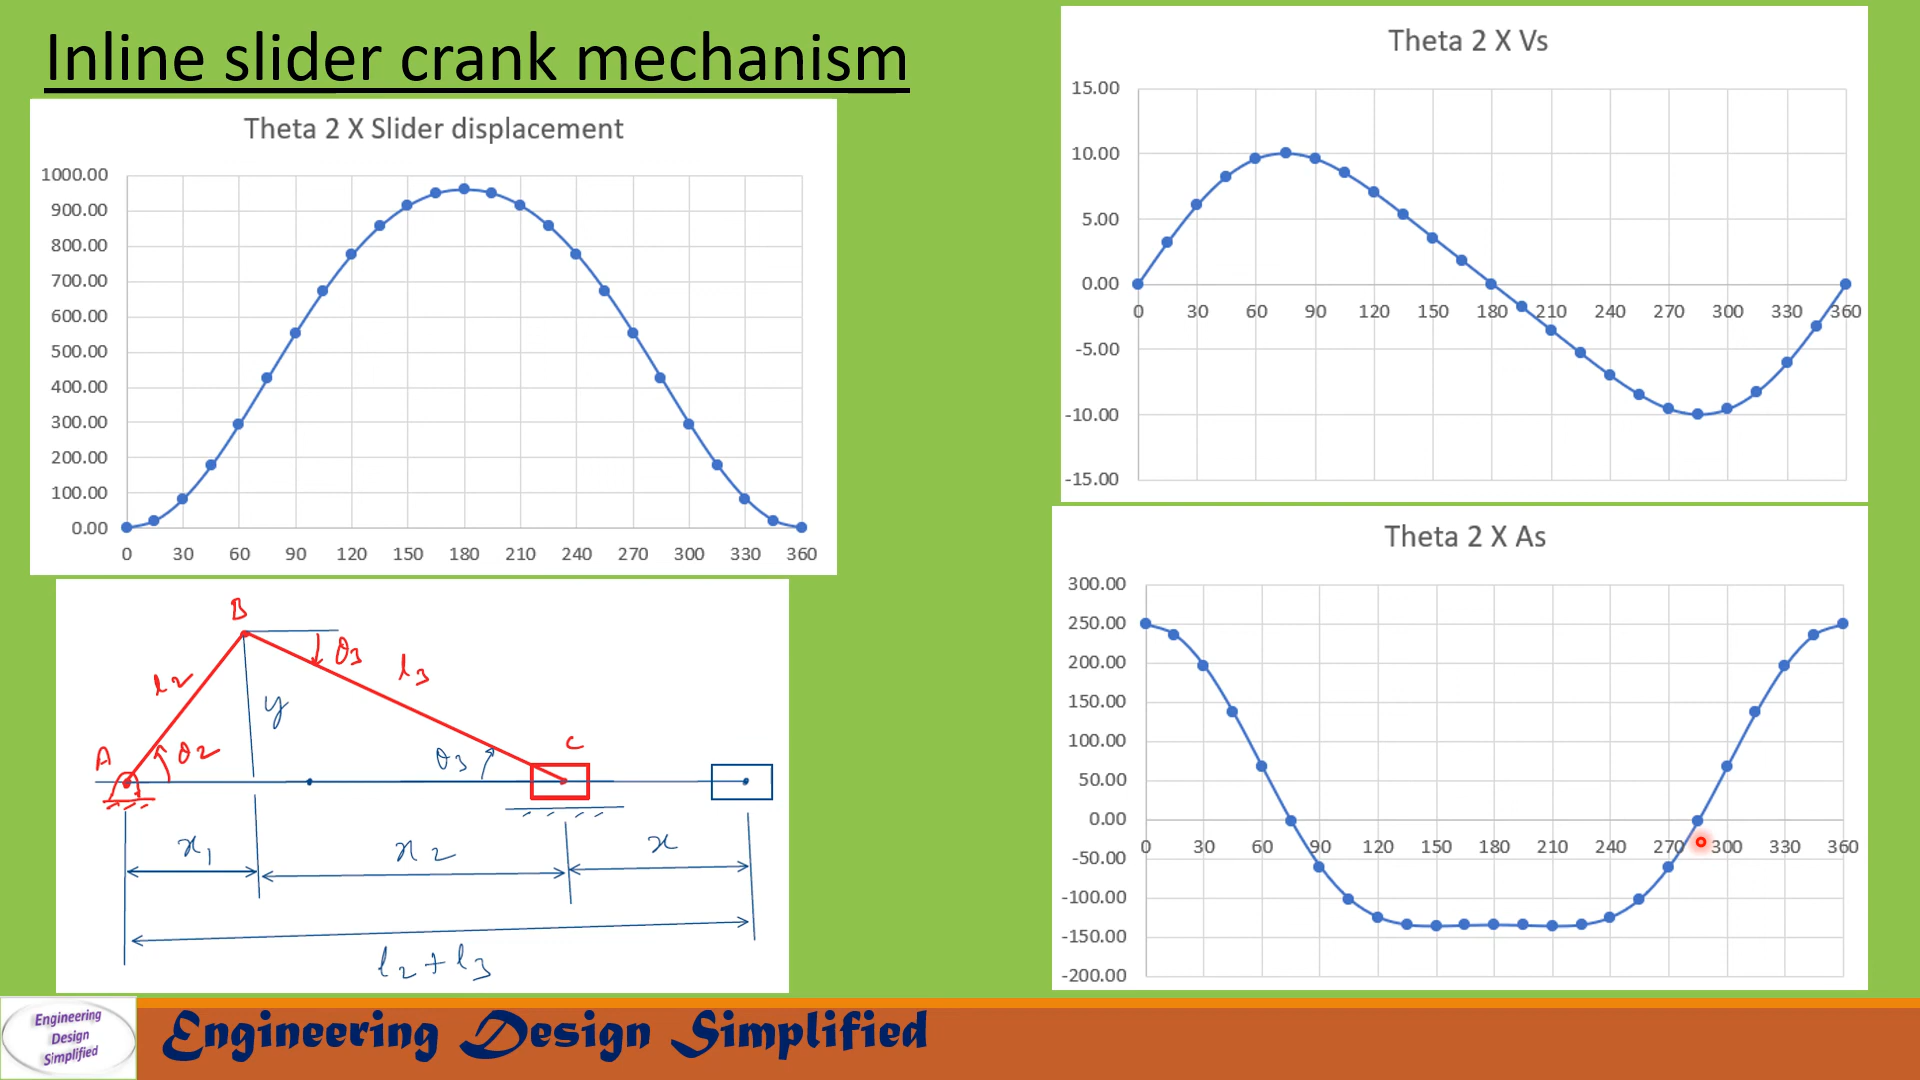 Inline slider crank mechanism
Theta 2 X Slider displacement
1000.00
900.00
800.00
700.00
600.00
500.00
400.00
300.00
200.00
100.00
0.00
0 30 60 90 120 150 180 210 240 270 300 330 360
Theta 2 X Vs
15.00
10.00
5.00
0.00
0 30 60 90 120 150 180 210 240 270 300 330 360
-5.00
-10.00
-15.00
Theta 2 X As
300.00
250.00
200.00
150.00
100.00
50.00
0.00
0 30 60 90 120 150 180 210 240 270 300 330 360
-50.00
-100.00
-150.00
-200.00
B
θ3
l2
l3
y
A
θ2
θ3
C
x1
x2
x
l2+l3
Engineering
Design
Simplified
Engineering Design Simplified